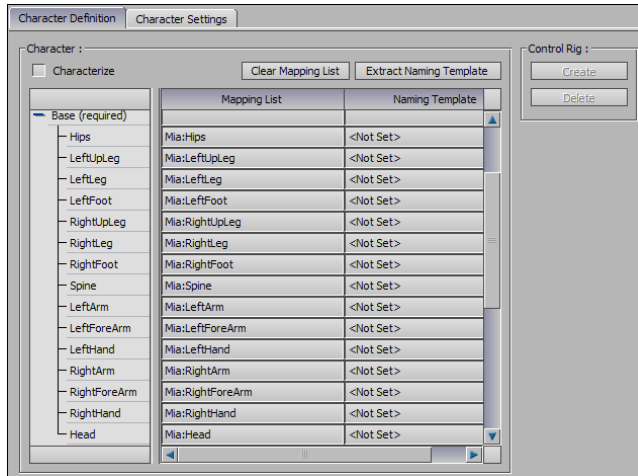 Character Definition Character Settings
Character : Control Rig :
Characterize Clear Mapping List Extract Naming Template Create
Mapping List Naming Template Delete
Base (required)
Hips Mia:Hips <Not Set>
LeftUpLeg Mia:LeftUpLeg <Not Set>
LeftLeg Mia:LeftLeg <Not Set>
LeftFoot Mia:LeftFoot <Not Set>
RightUpLeg Mia:RightUpLeg <Not Set>
RightLeg Mia:RightLeg <Not Set>
RightFoot Mia:RightFoot <Not Set>
Spine Mia:Spine <Not Set>
LeftArm Mia:LeftArm <Not Set>
LeftForeArm Mia:LeftForeArm <Not Set>
LeftHand Mia:LeftHand <Not Set>
RightArm Mia:RightArm <Not Set>
RightForeArm Mia:RightForeArm <Not Set>
RightHand Mia:RightHand <Not Set>
Head Mia:Head <Not Set>